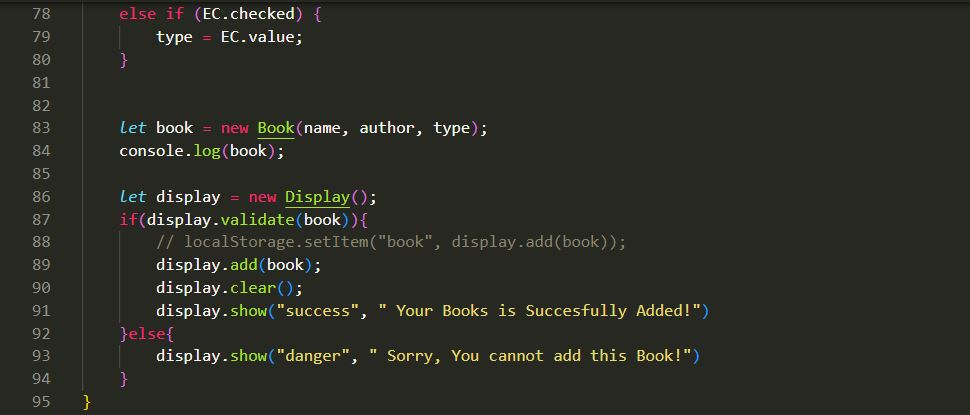 78 else if (EC.checked) {
79 type = EC.value;
80 }
81
82
83 let book = new Book(name, author, type);
84 console.log(book);
85
86 let display = new Display();
87 if(display.validate(book)){
88 // localStorage.setItem("book", display.add(book));
89 display.add(book);
90 display.clear();
91 display.show("success", " Your Books is Succesfully Added!")
92 }else{
93 display.show("danger", " Sorry, You cannot add this Book!")
94 }
95 }